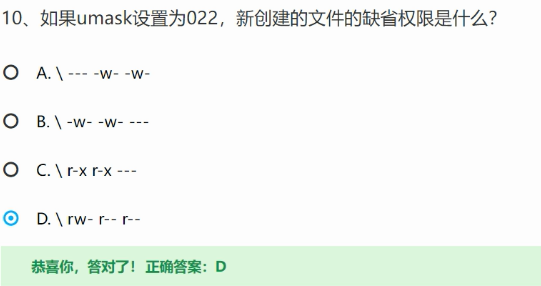 10、如果umask设置为022，新创建的文件的缺省权限是什么？
A. \ --- -w- -w-
B. \ -w- -w- ---
C. \ r-x r-x ---
D. \ rw- r-- r--
恭喜你，答对了！正确答案：D